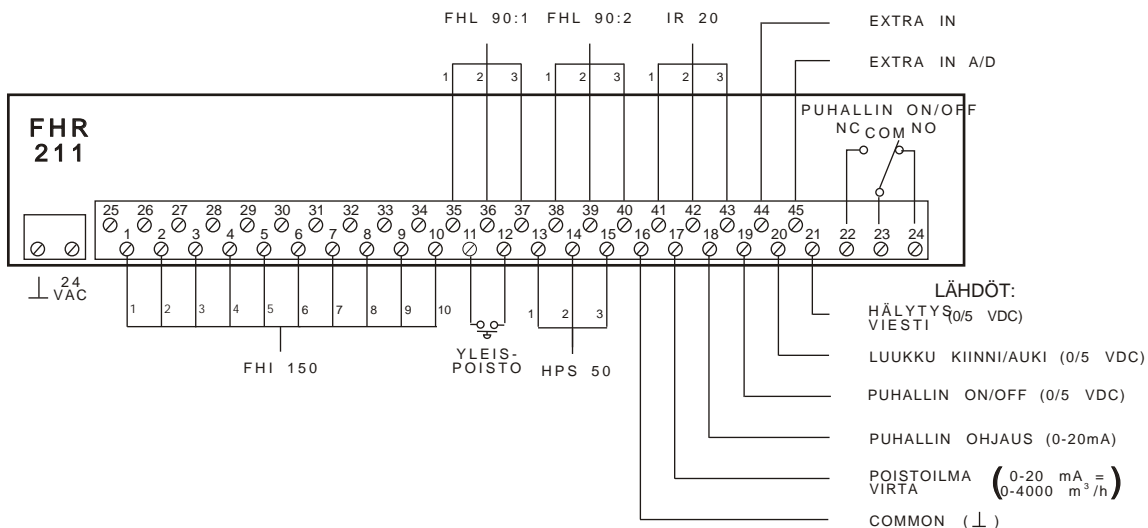 FHL 90:1 FHL 90:2 IR 20 EXTRA IN
1 2 3 1 2 3 1 2 3 EXTRA IN A/D
PUHALLIN ON/OFF
NC COM NO
FHR
211
25 26 27 28 29 30 31 32 33 34 35 36 37 38 39 40 41 42 43 44 45
1 2 3 4 5 6 7 8 9 10 11 12 13 14 15 16 17 18 19 20 21 22 23 24
24
VAC
1 2 3 4 5 6 7 8 9 10 1 2 3
FHI 150
YLEIS-
POISTO
HPS 50
LÄHDÖT:
HÄLYTYS
VIESTI (0/5 VDC)
LUUKKU KIINNI/AUKI (0/5 VDC)
PUHALLIN ON/OFF (0/5 VDC)
PUHALLIN OHJAUS (0-20mA)
POISTOILMA
VIRTA
(0-20 mA =
0-4000 m³/h)
COMMON (⊥)